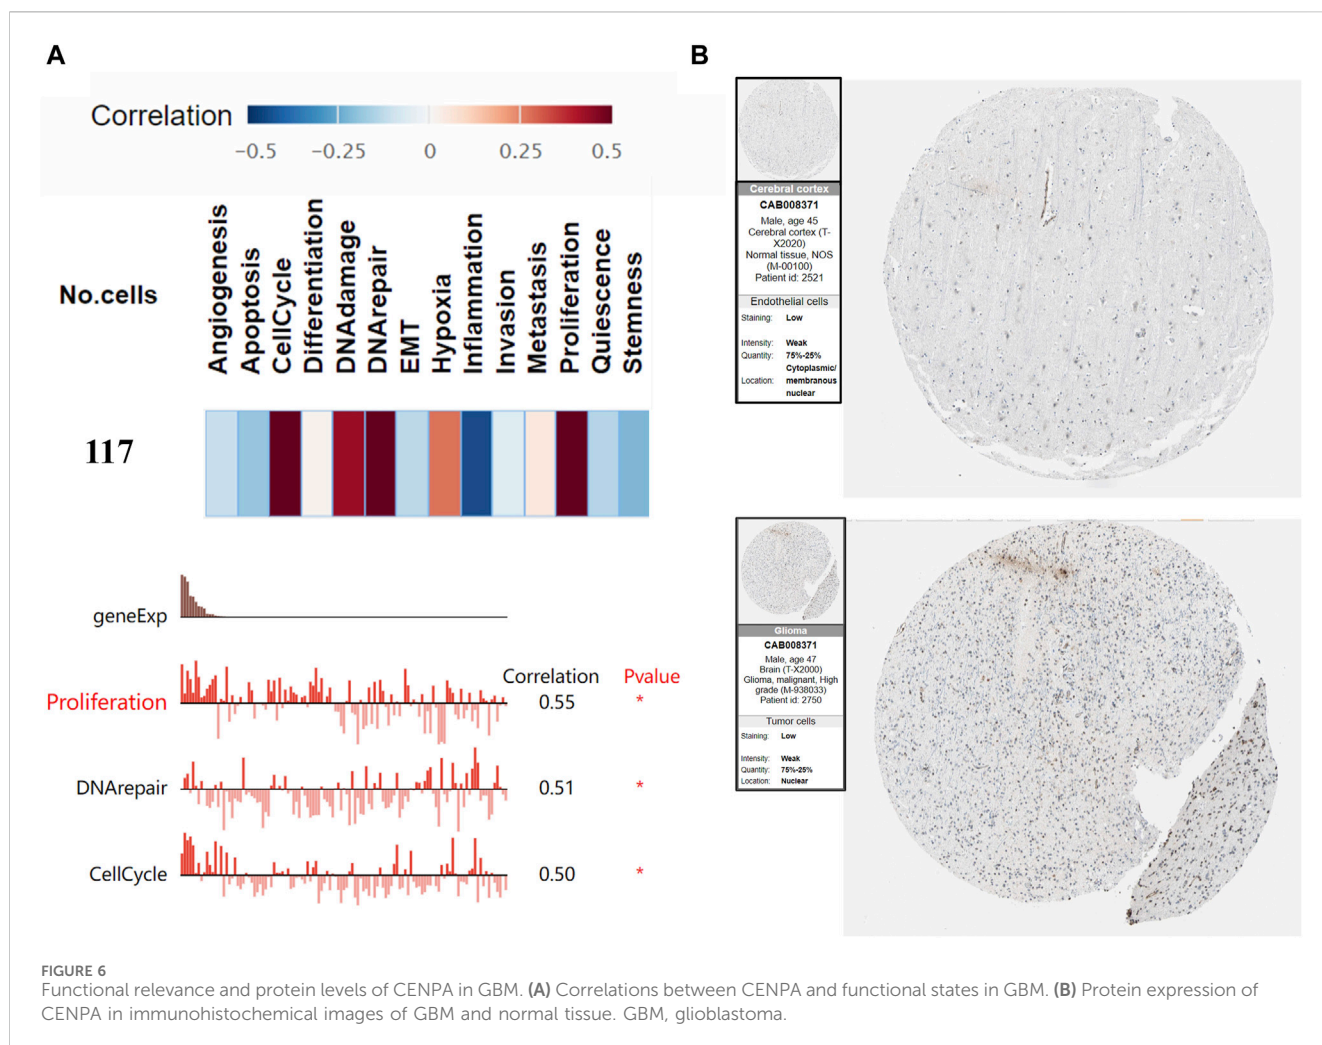 A
Correlation
−0.5 −0.25 0 0.25 0.5
No.cells
Angiogenesis
Apoptosis
CellCycle
Differentiation
DNAdamage
DNArepair
EMT
Hypoxia
Inflammation
Invasion
Metastasis
Proliferation
Quiescence
Stemness
117
geneExp
Correlation Pvalue
Proliferation 0.55 *
DNArepair 0.51 *
CellCycle 0.50 *
B
Cerebral cortex
CAB008371
Male, age 45
Cerebral cortex (T-
X2020)
Normal tissue, NOS
(M-00100)
Patient id: 2521
Endothelial cells
Staining: Low
Intensity: Weak
Quantity: 75%-25%
Cytoplasmic/
Location: membranous
nuclear
Glioma
CAB008371
Male, age 47
Brain (T-X2000)
Glioma, malignant, High
grade (M-938033)
Patient id: 2750
Tumor cells
Staining: Low
Intensity: Weak
Quantity: 75%-25%
Location: Nuclear
FIGURE 6
Functional relevance and protein levels of CENPA in GBM. (A) Correlations between CENPA and functional states in GBM. (B) Protein expression of
CENPA in immunohistochemical images of GBM and normal tissue. GBM, glioblastoma.